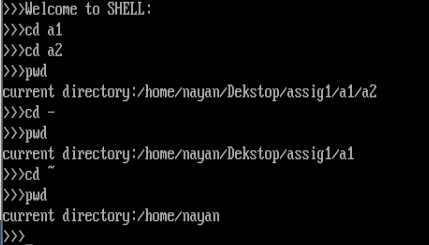 >>>Welcome to SHELL:
>>>cd a1
>>>cd a2
>>>pwd
current directory:/home/nayan/Dekstop/assig1/a1/a2
>>>cd -
>>>pwd
current directory:/home/nayan/Dekstop/assig1/a1
>>>cd ~
>>>pwd
current directory:/home/nayan
>>>_